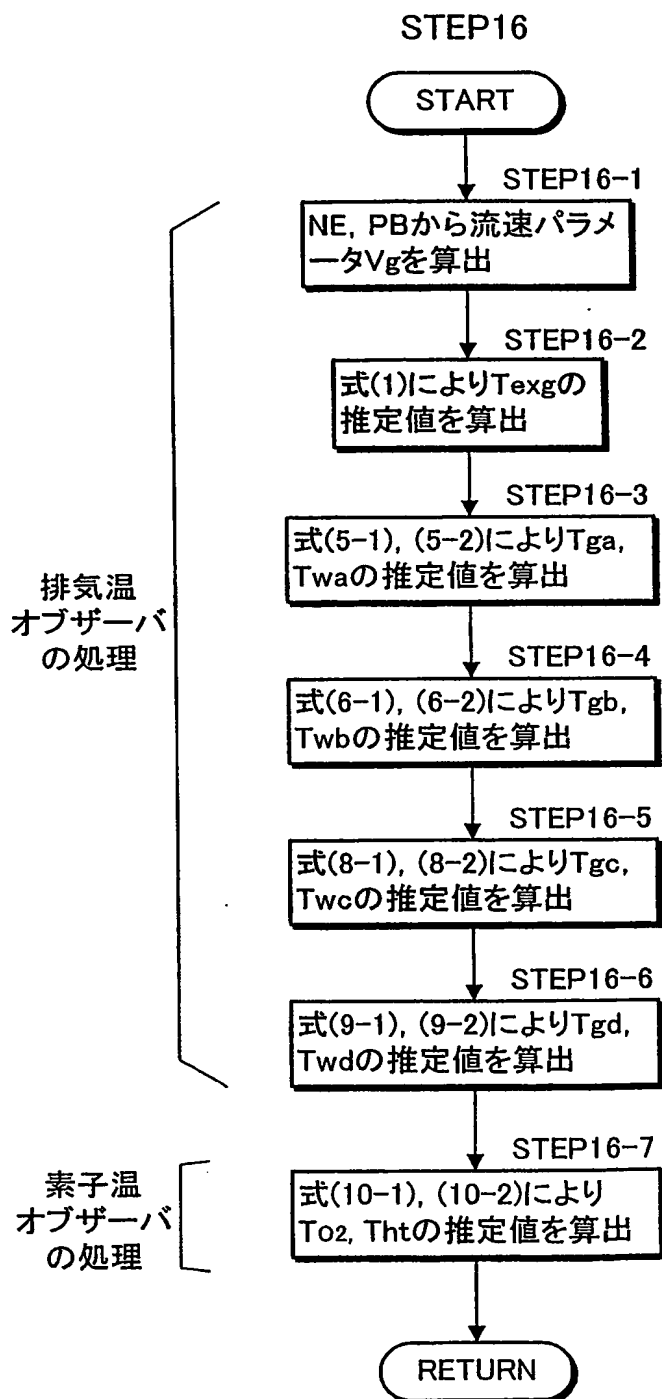 STEP16
START
STEP16-1
NE, PBから流速パラメ
ータVgを算出
STEP16-2
式(1)によりTexgの
推定値を算出
STEP16-3
式(5-1), (5-2)によりTga,
Twaの推定値を算出
排気温
オブザーバ
の処理
STEP16-4
式(6-1), (6-2)によりTgb,
Twbの推定値を算出
STEP16-5
式(8-1), (8-2)によりTgc,
Twcの推定値を算出
STEP16-6
式(9-1), (9-2)によりTgd,
Twdの推定値を算出
STEP16-7
素子温
オブザーバ
の処理
式(10-1), (10-2)により
To2, Thtの推定値を算出
RETURN